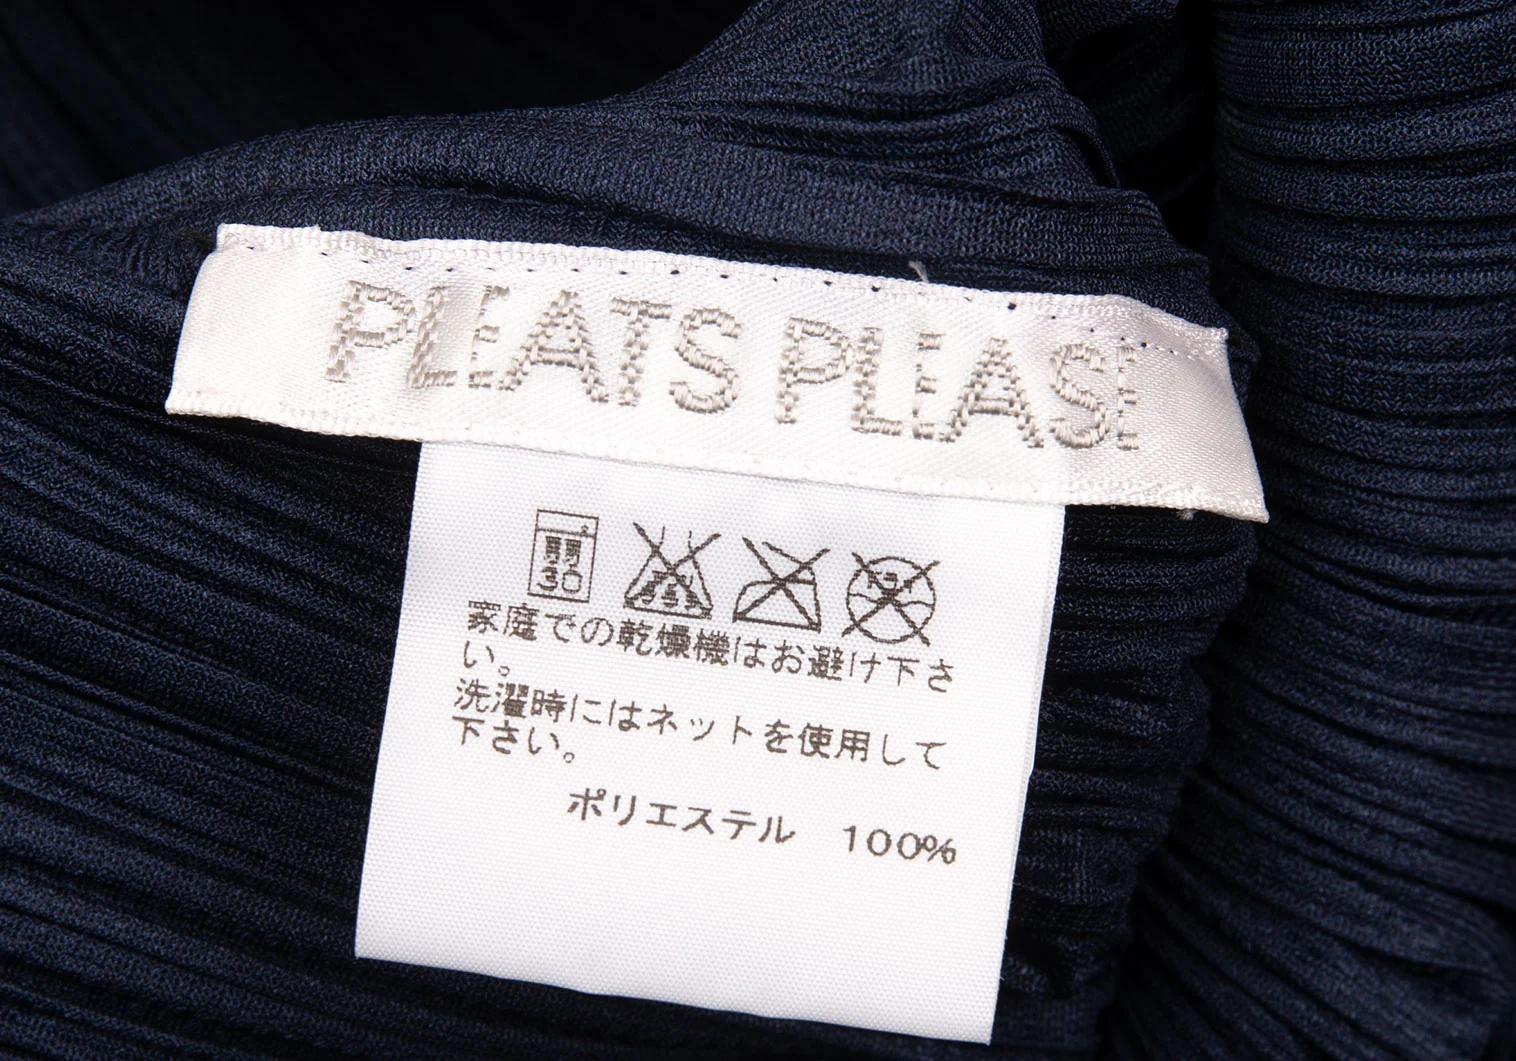 PLEATS PLEASE
弱
30
家庭での乾燥機はお避け下さ
い。
洗濯時にはネットを使用して
下さい。
ポリエステル　100%